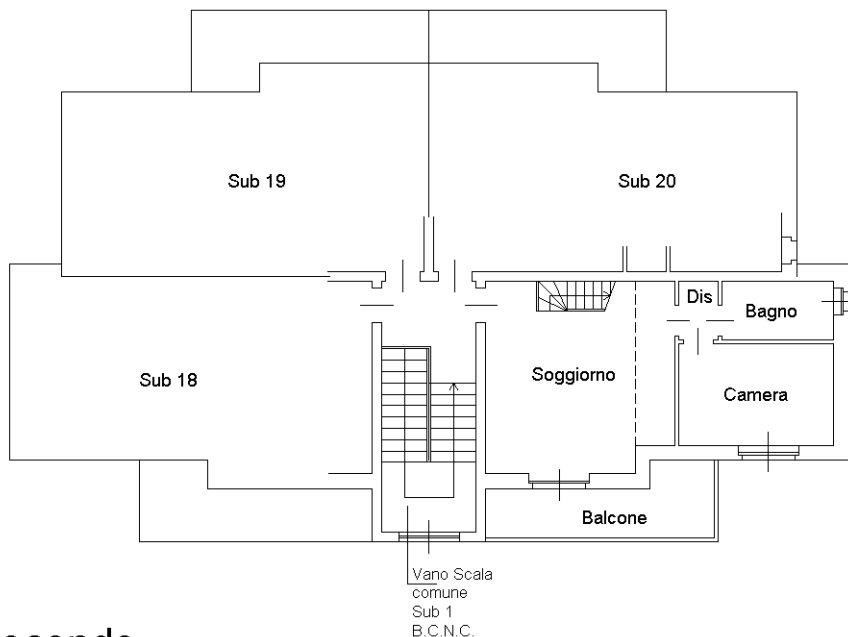 Sub 19
Sub 20
Dis
Bagno
Sub 18
Soggiorno
Camera
Balcone
Vano Scala
comune
Sub 1
B.C.N.C.